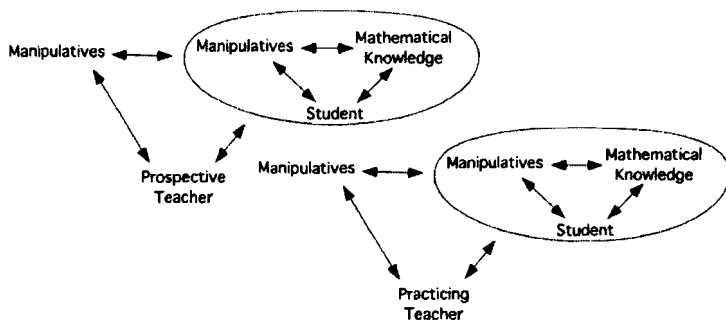 Manipulatives
Manipulatives
Mathematical
Knowledge
Student
Prospective
Teacher
Manipulatives
Manipulatives
Mathematical
Knowledge
Student
Practicing
Teacher